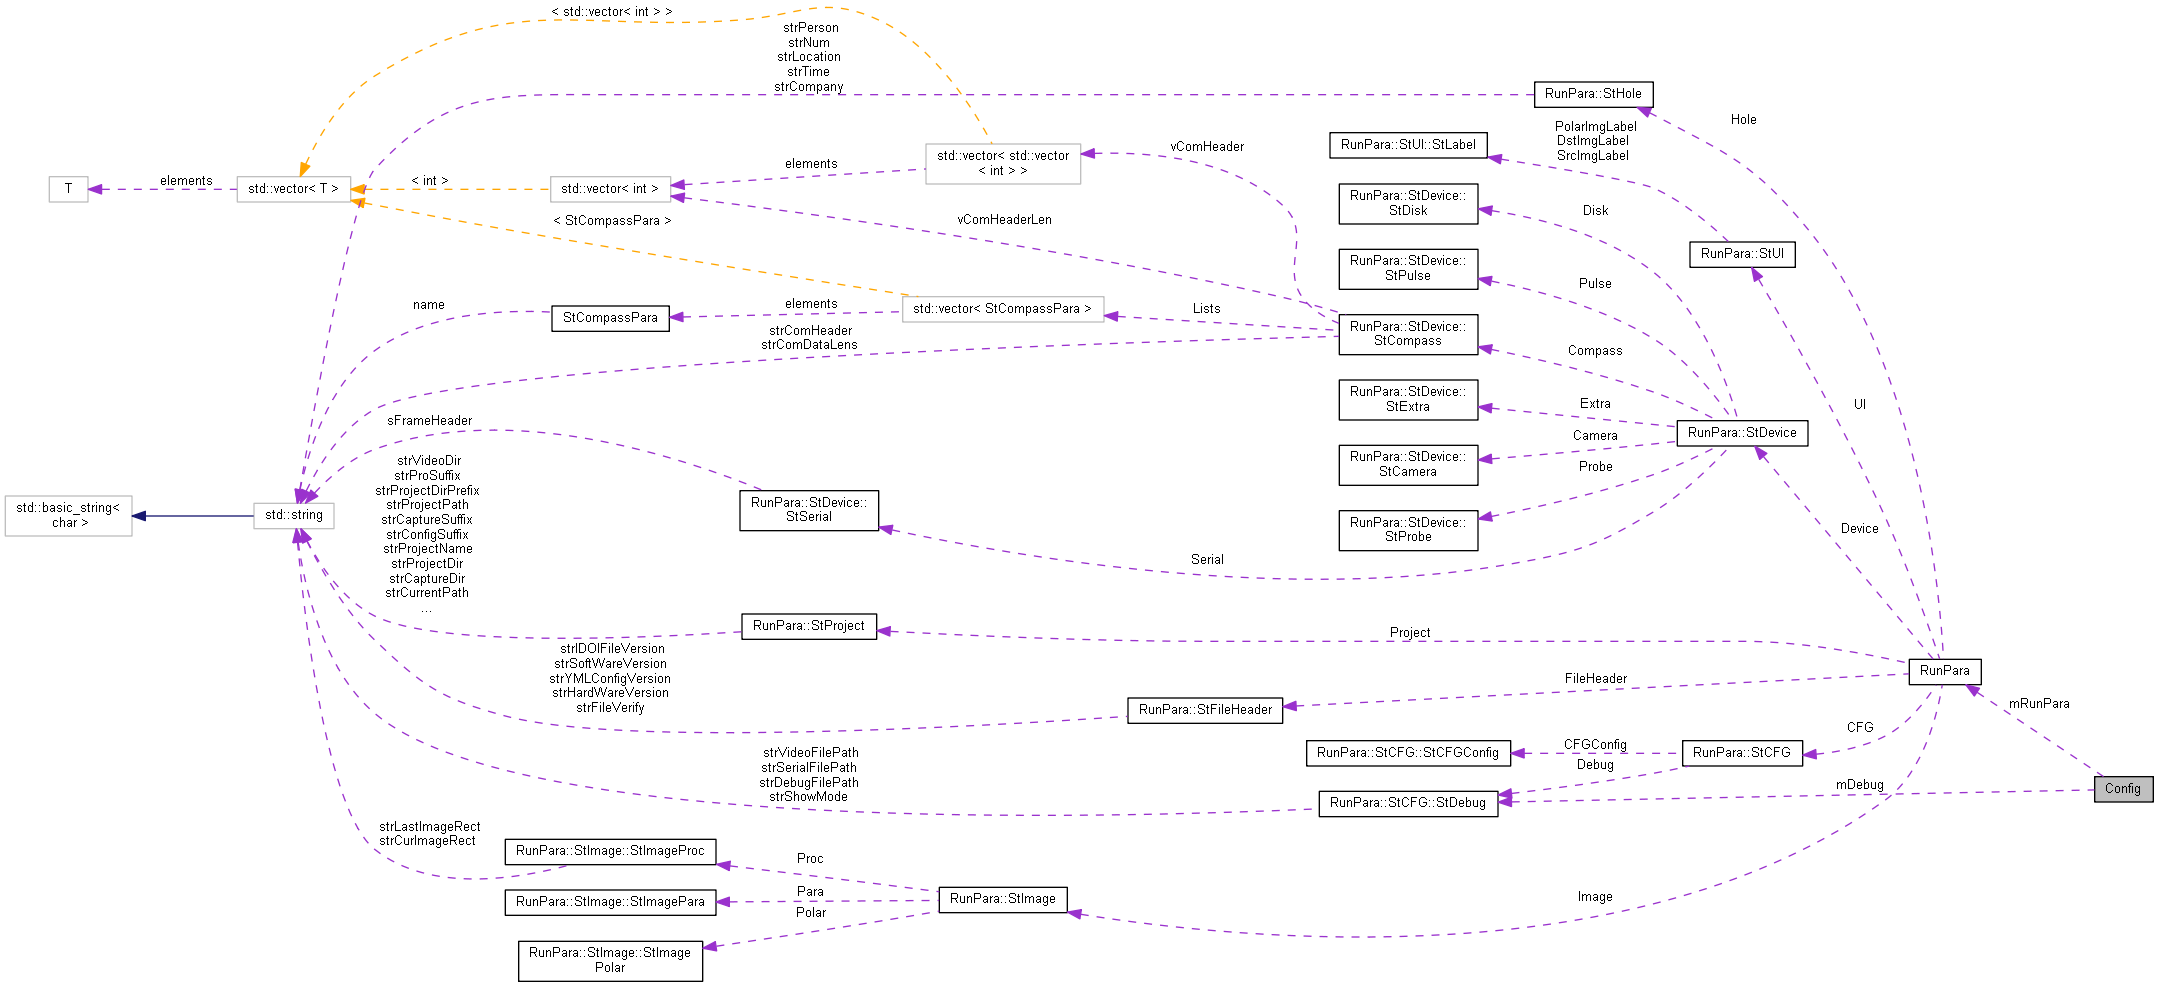 < std::vector< int > >
strPerson
strNum
strLocation
strTime
strCompany
RunPara::StHole
Hole
PolarImgLabel
DstImgLabel
SrcImgLabel
RunPara::StUI::StLabel
vComHeader
std::vector< std::vector
< int > >
elements
T
elements
std::vector< T >
< int >
std::vector< int >
RunPara::StDevice::
StDisk
Disk
vComHeaderLen
< StCompassPara >
RunPara::StUI
RunPara::StDevice::
StPulse
Pulse
name
StCompassPara
elements
std::vector< StCompassPara >
Lists
RunPara::StDevice::
StCompass
Compass
strComHeader
strComDataLens
RunPara::StDevice::
StExtra
Extra
UI
sFrameHeader
RunPara::StDevice
Camera
RunPara::StDevice::
StCamera
Probe
strVideoDir
strProSuffix
strProjectDirPrefix
strProjectPath
strCaptureSuffix
strConfigSuffix
strProjectName
strProjectDir
strCaptureDir
strCurrentPath
...
std::basic_string<
char >
std::string
RunPara::StDevice::
StSerial
RunPara::StDevice::
StProbe
Device
Serial
RunPara::StProject
Project
strIDOIFileVersion
strSoftWareVersion
strYMLConfigVersion
strHardWareVersion
strFileVerify
RunPara
FileHeader
RunPara::StFileHeader
mRunPara
CFG
RunPara::StCFG::StCFGConfig
CFGConfig
RunPara::StCFG
Debug
strVideoFilePath
strSerialFilePath
strDebugFilePath
strShowMode
RunPara::StCFG::StDebug
mDebug
Config
strLastImageRect
strCurImageRect
RunPara::StImage::StImageProc
Proc
RunPara::StImage::StImagePara
Para
RunPara::StImage
Image
Polar
RunPara::StImage::StImage
Polar